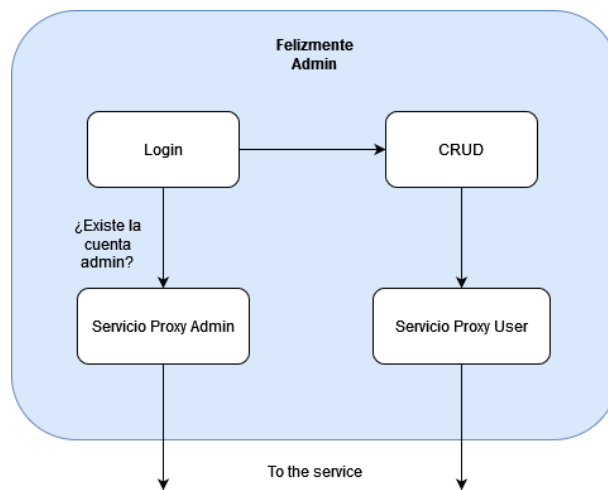 Felizmente
Admin
Login
CRUD
¿Existe la
cuenta
admin?
Servicio Proxy Admin
Servicio Proxy User
To the service